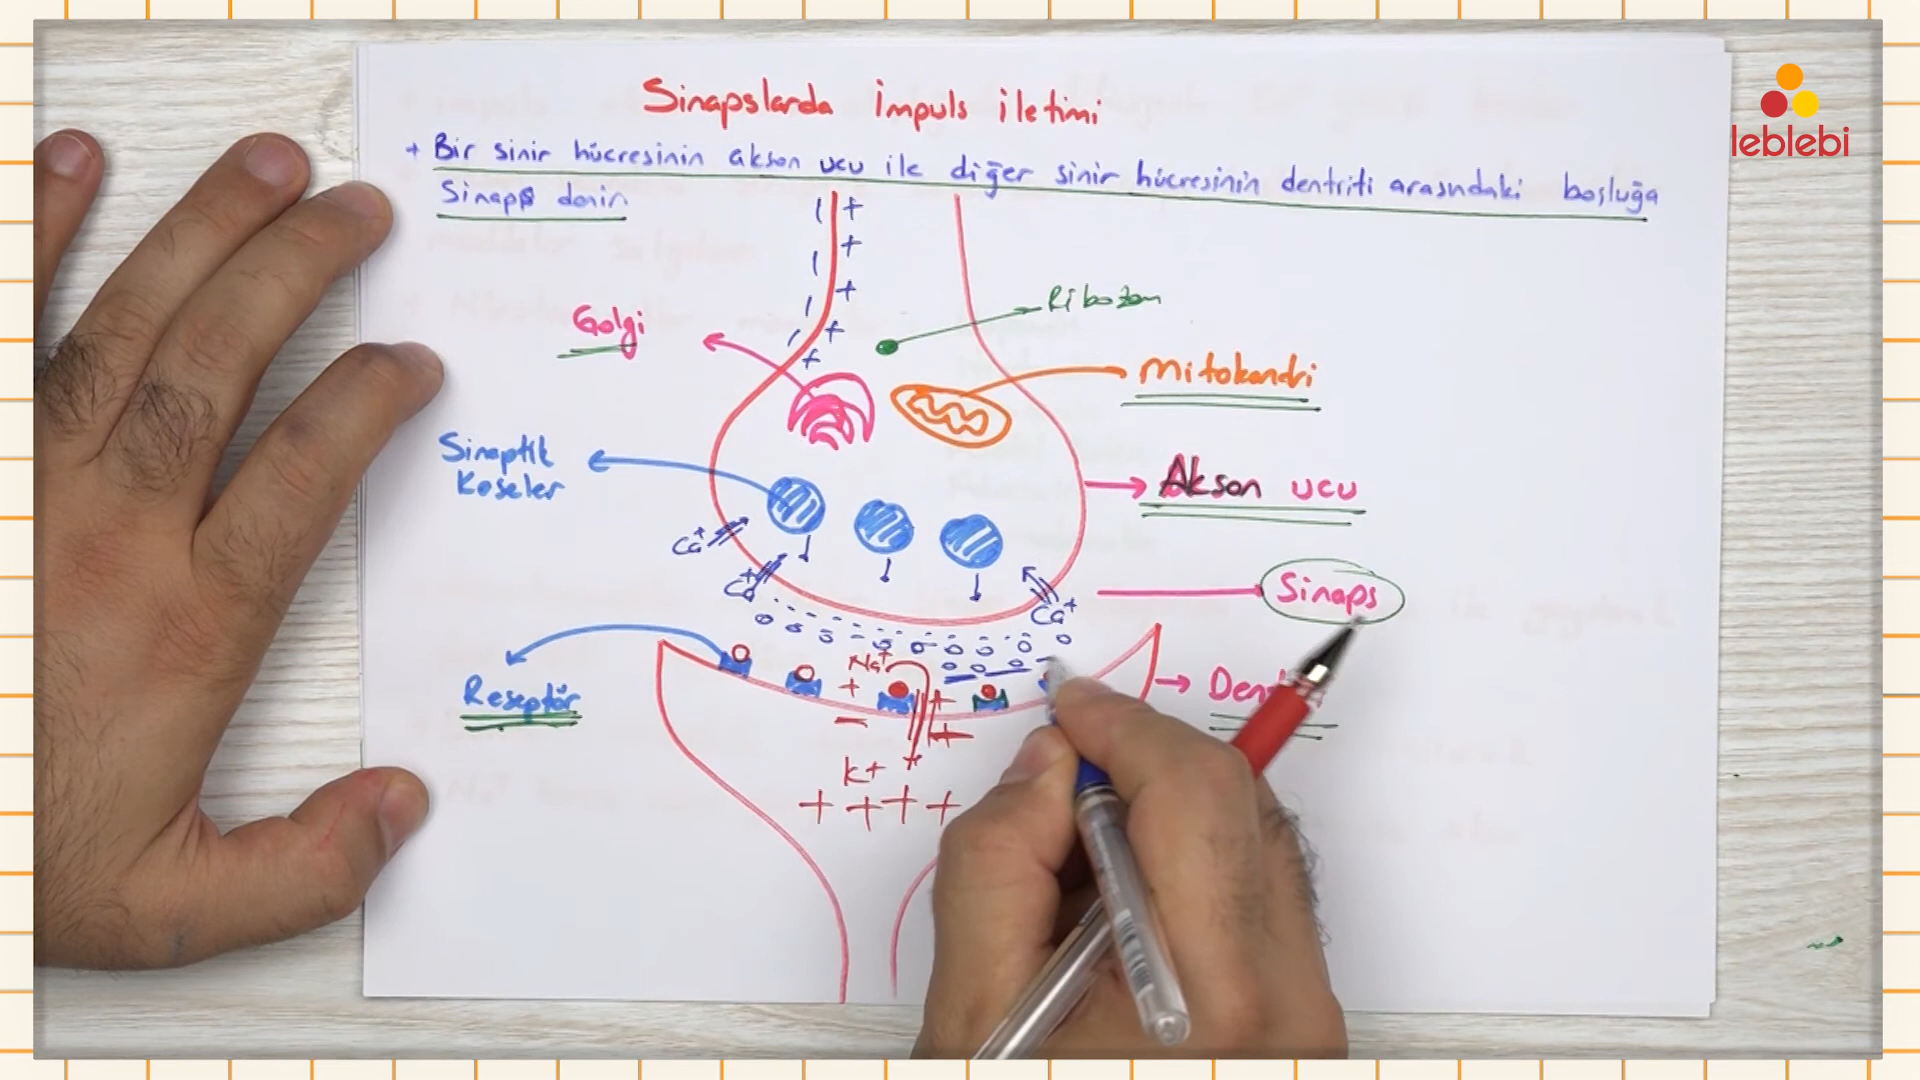 Sinapslarda İmpuls iletimi
+ Bir sinir hücresinin akson ucu ile diğer sinir hücresinin dentriti arasındaki boşluğa
Sinaps denir
leblebi
Ribozom
Golgi
Mitokondri
Sinaptik
Keseler
Akson ucu
Ca+
Ca+
Ca+
Sinaps
Na+
Reseptör
K+